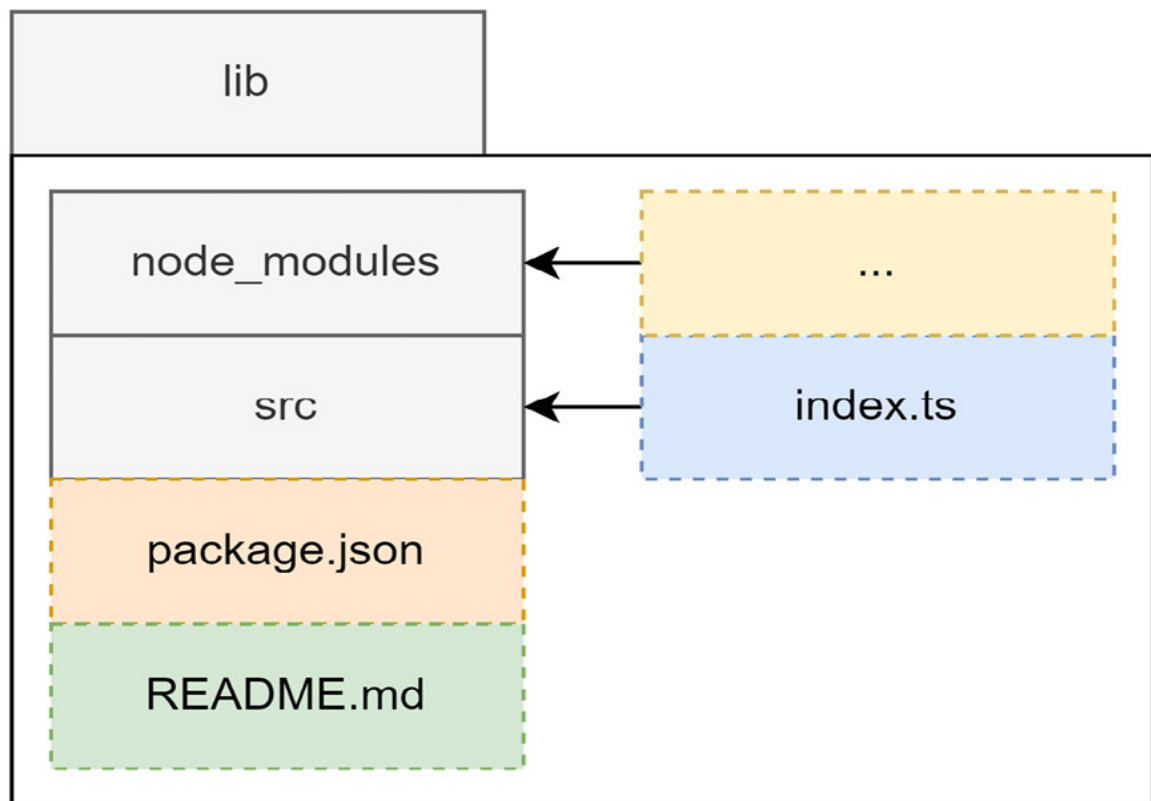 lib
node_modules
...
src
index.ts
package.json
README.md